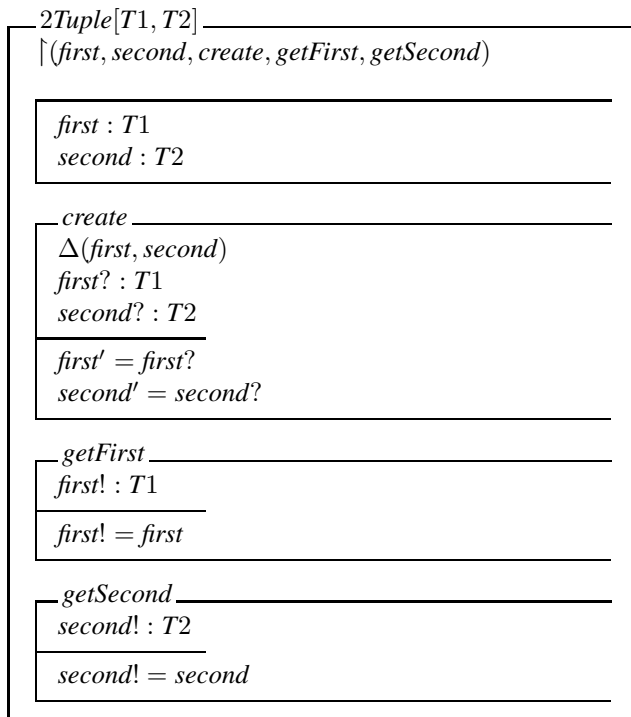 2Tuple[T1, T2]
↾(first, second, create, getFirst, getSecond)
first : T1
second : T2
create
Δ(first, second)
first? : T1
second? : T2
first′ = first?
second′ = second?
getFirst
first! : T1
first! = first
getSecond
second! : T2
second! = second